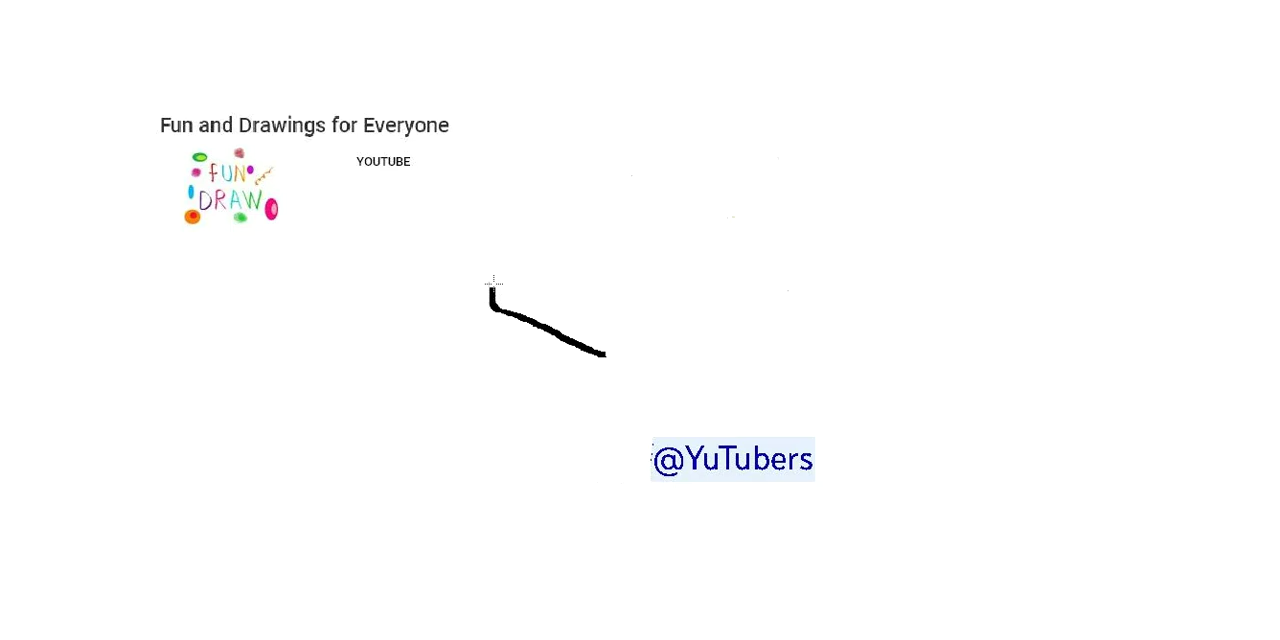 Fun and Drawings for Everyone
YOUTUBE
fUN
DRAW
@YuTubers